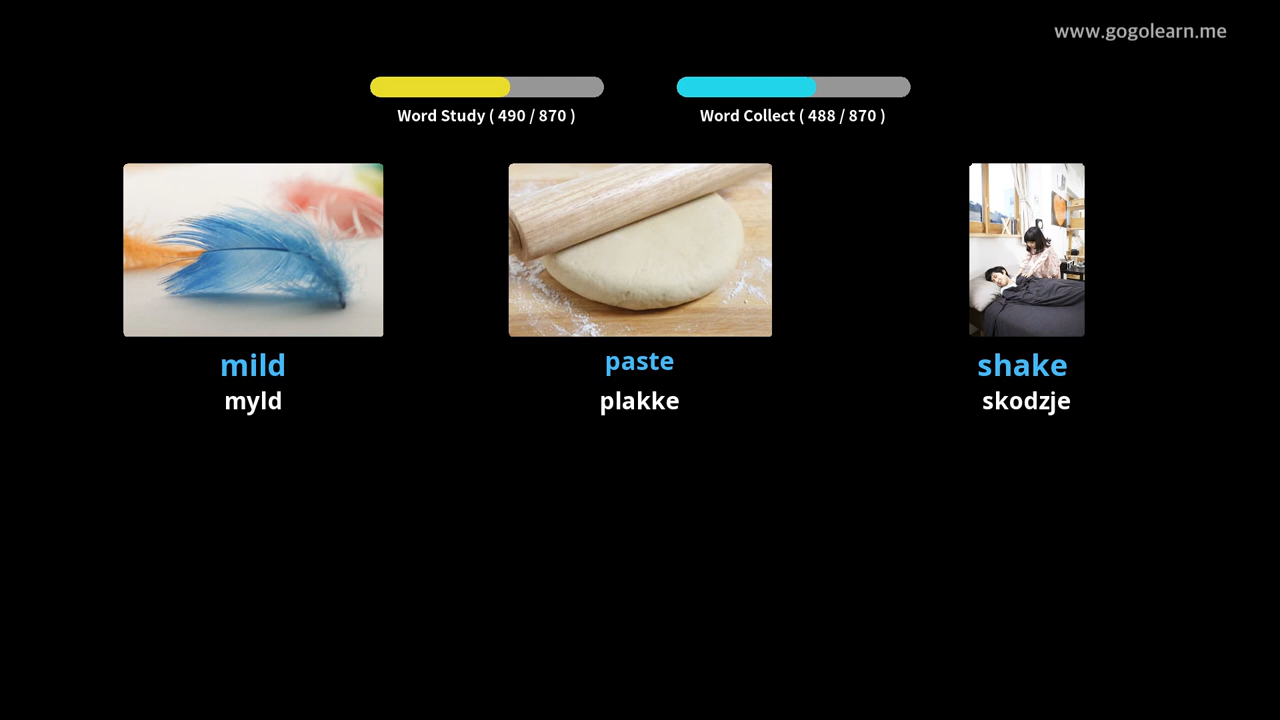 www.gogolearn.me
Word Study ( 490 / 870 )
Word Collect ( 488 / 870 )
mild
myld
paste
plakke
shake
skodzje